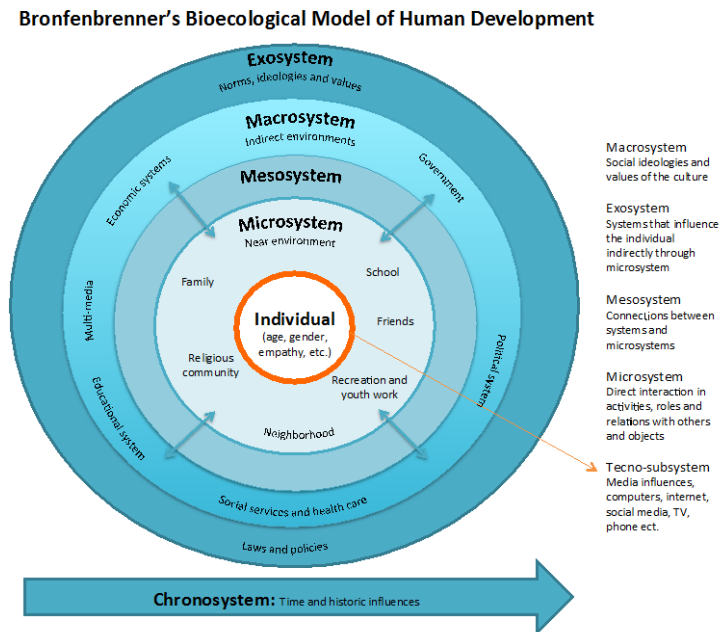 Bronfenbrenner's Bioecological Model of Human Development
Exosystem
Norms, ideologies and values
Macrosystem
Indirect environments
Mesosystem
Microsystem
Near environment
Economic systems
Government
Multi-media
Political system
Educational system
Social services and health care
Laws and policies
Family
School
Friends
Religious
community
Recreation and
youth work
Neighborhood
Individual
(age, gender,
empathy, etc.)
Macrosystem
Social ideologies and
values of the culture
Exosystem
Systems that influence
the individual
indirectly through
microsystem
Mesosystem
Connections between
systems and
microsystems
Microsystem
Direct interaction in
activities, roles and
relations with others
and objects
Tecno-subsystem
Media influences,
computers, internet,
social media, TV,
phone ect.
Chronosystem: Time and historic influences